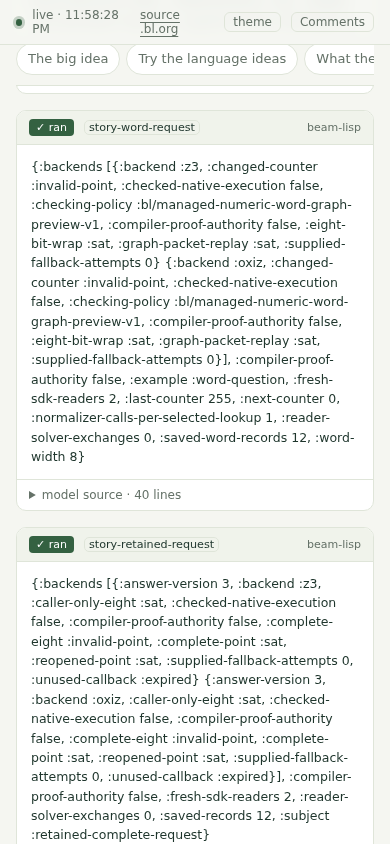 live · 11:58:28 PM
source.bl.org
theme
Comments
The big idea
Try the language ideas
What the
✓ ran
story-word-request
beam-lisp
{:backends [{:backend :z3, :changed-counter
:invalid-point, :checked-native-execution false,
:checking-policy :bl/managed-numeric-word-graph-
preview-v1, :compiler-proof-authority false, :eight-
bit-wrap :sat, :graph-packet-replay :sat, :supplied-
fallback-attempts 0} {:backend :oxiz, :changed-
counter :invalid-point, :checked-native-execution
false, :checking-policy :bl/managed-numeric-word-
graph-preview-v1, :compiler-proof-authority false,
:eight-bit-wrap :sat, :graph-packet-replay :sat,
:supplied-fallback-attempts 0}], :compiler-proof-
authority false, :example :word-question, :fresh-
sdk-readers 2, :last-counter 255, :next-counter 0,
:normalizer-calls-per-selected-lookup 1, :reader-
solver-exchanges 0, :saved-word-records 12, :word-
width 8}
model source · 40 lines
✓ ran
story-retained-request
beam-lisp
{:backends [{:answer-version 3, :backend :z3,
:caller-only-eight :sat, :checked-native-execution
false, :compiler-proof-authority false, :complete-
eight :invalid-point, :complete-point :sat,
:reopened-point :sat, :supplied-fallback-attempts 0,
:unused-callback :expired} {:answer-version 3,
:backend :oxiz, :caller-only-eight :sat, :checked-
native-execution false, :compiler-proof-authority
false, :complete-eight :invalid-point, :complete-
point :sat, :reopened-point :sat, :supplied-fallback-
attempts 0, :unused-callback :expired}], :compiler-
proof-authority false, :fresh-sdk-readers 2, :reader-
solver-exchanges 0, :saved-records 12, :subject
:retained-complete-request}